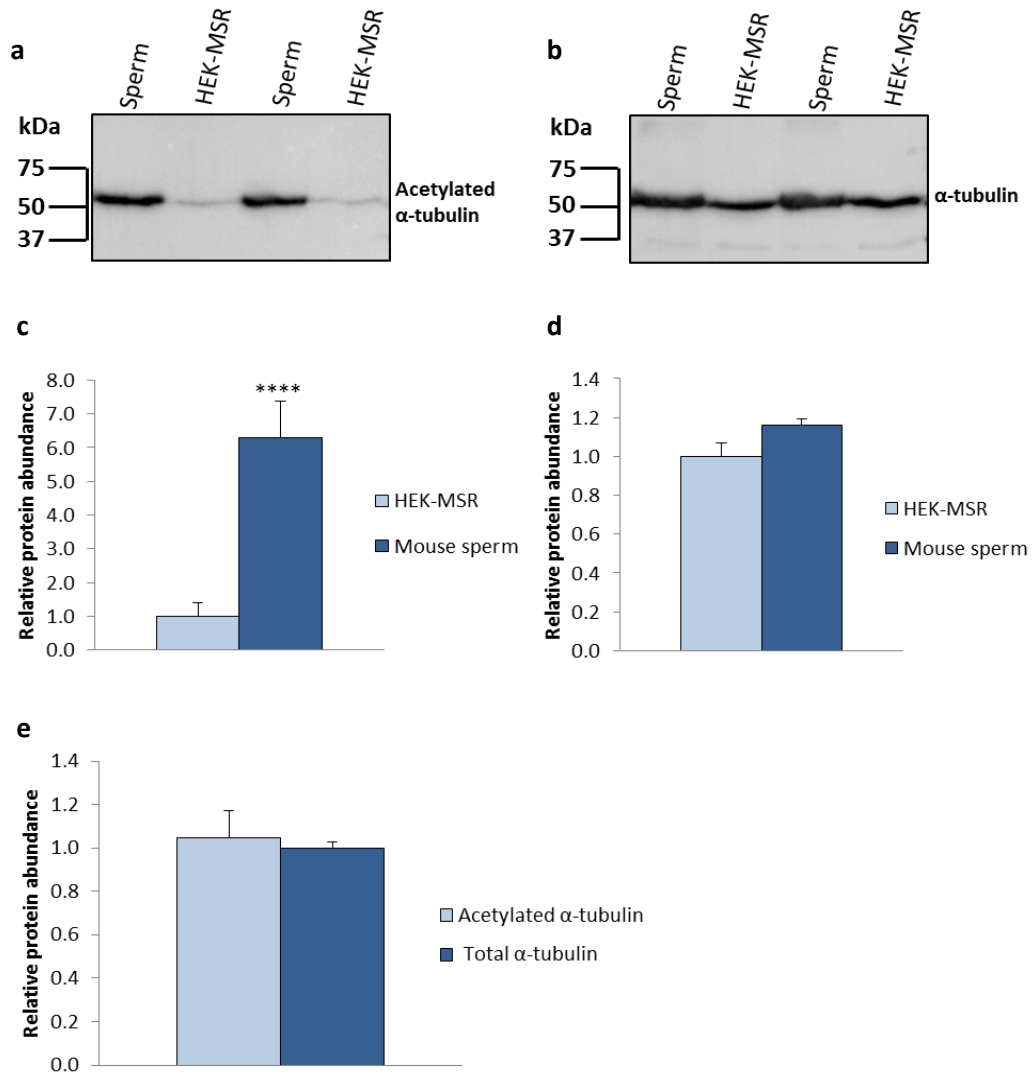 a
Sperm
HEK-MSR
Sperm
HEK-MSR
kDa
75
50
37
Acetylated
α-tubulin
b
Sperm
HEK-MSR
Sperm
HEK-MSR
kDa
75
50
37
α-tubulin
c
Relative protein abundance
8.0
7.0
6.0
5.0
4.0
3.0
2.0
1.0
0.0
****
HEK-MSR
Mouse sperm
d
Relative protein abundance
1.4
1.2
1.0
0.8
0.6
0.4
0.2
0.0
HEK-MSR
Mouse sperm
e
Relative protein abundance
1.4
1.2
1.0
0.8
0.6
0.4
0.2
0.0
Acetylated α-tubulin
Total α-tubulin